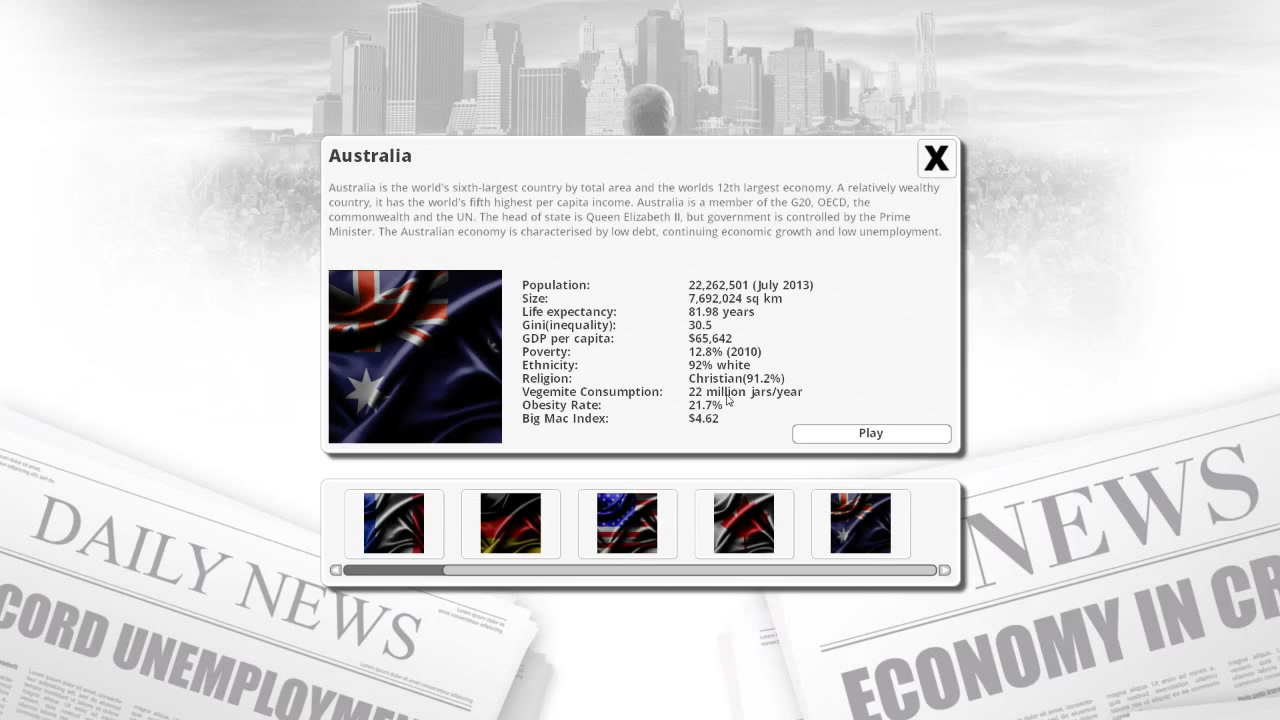 Australia
X
Australia is the world's sixth-largest country by total area and the worlds 12th largest economy. A relatively wealthy
country, it has the world's fifth highest per capita income. Australia is a member of the G20, OECD, the
commonwealth and the UN. The head of state is Queen Elizabeth II, but government is controlled by the Prime
Minister. The Australian economy is characterised by low debt, continuing economic growth and low unemployment.
Population: 22,262,501 (July 2013)
Size: 7,692,024 sq km
Life expectancy: 81.98 years
Gini(inequality): 30.5
GDP per capita: $65,642
Poverty: 12.8% (2010)
Ethnicity: 92% white
Religion: Christian(91.2%)
Vegemite Consumption: 22 million jars/year
Obesity Rate: 21.7%
Big Mac Index: $4.62
Play
DAILY NEWS
CORD UNEMPLOYME
NEWS
ECONOMY IN CR